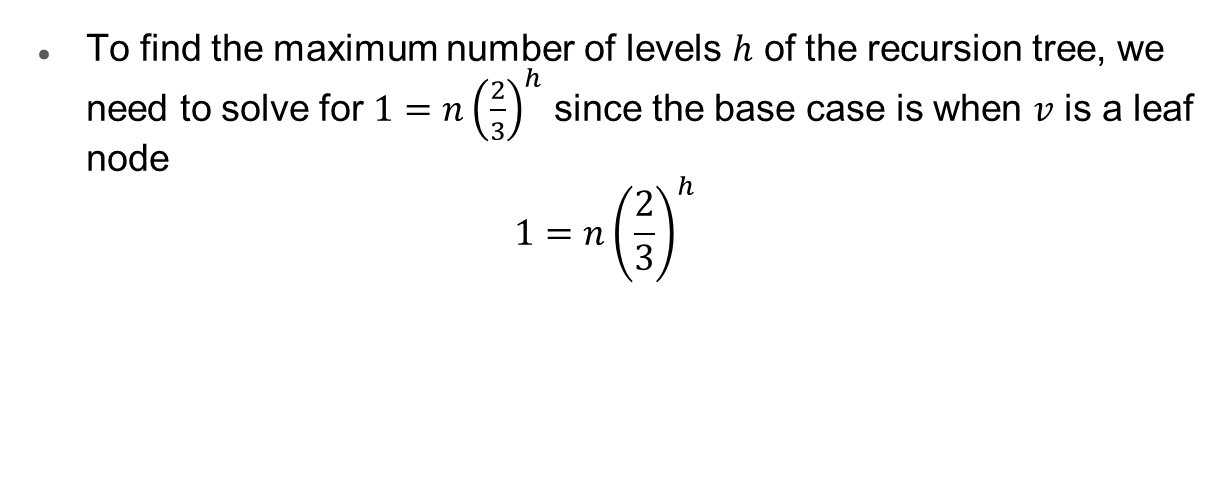 • To find the maximum number of levels ℎ of the recursion tree, we
need to solve for 1 = 𝑛(2/3)^ℎ since the base case is when 𝑣 is a leaf
node
1 = 𝑛(2/3)^ℎ